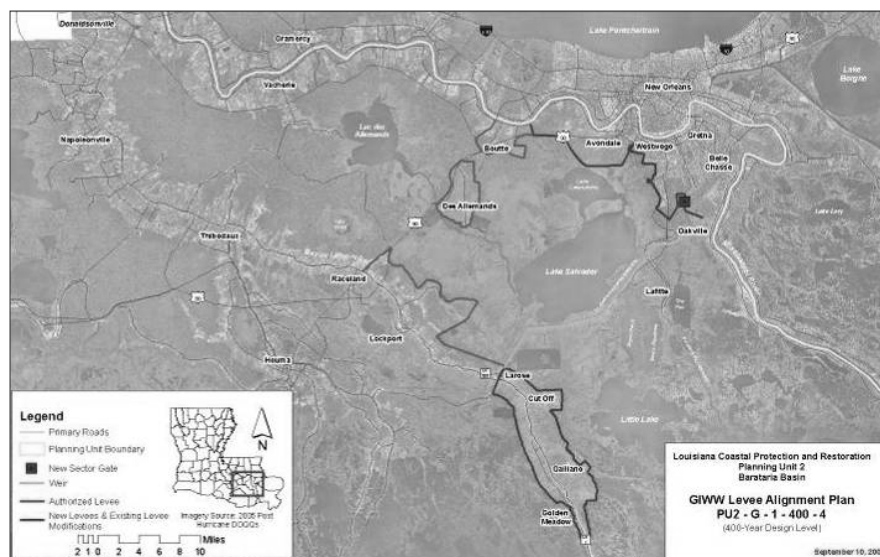 Donaldsonville
Gramercy
Lake Pontchartrain
Vacherie
New Orleans
Lake
Borgne
Napoleonville
Lac des
Allemands
Boutte
Avondale
Westwego
Gretna
Belle
Chasse
Des Allemands
Thibodaux
Oakville
Lake Salvador
Raceland
Lafitte
Lockport
Houma
Larose
Cut Off
Little Lake
Galliano
Golden
Meadow
Legend
Primary Roads
Planning Unit Boundary
New Sector Gate
Weir
Authorized Levee
New Levees & Existing Levee
Modifications
N
Imagery Source: 2005 Post
Hurricane DOQQs
2 1 0 2 4 6 8 10 Miles
Louisiana Coastal Protection and Restoration
Planning Unit 2
Barataria Basin
GIWW Levee Alignment Plan
PU2 - G - 1 - 400 - 4
(400-Year Design Level)
September 10, 200